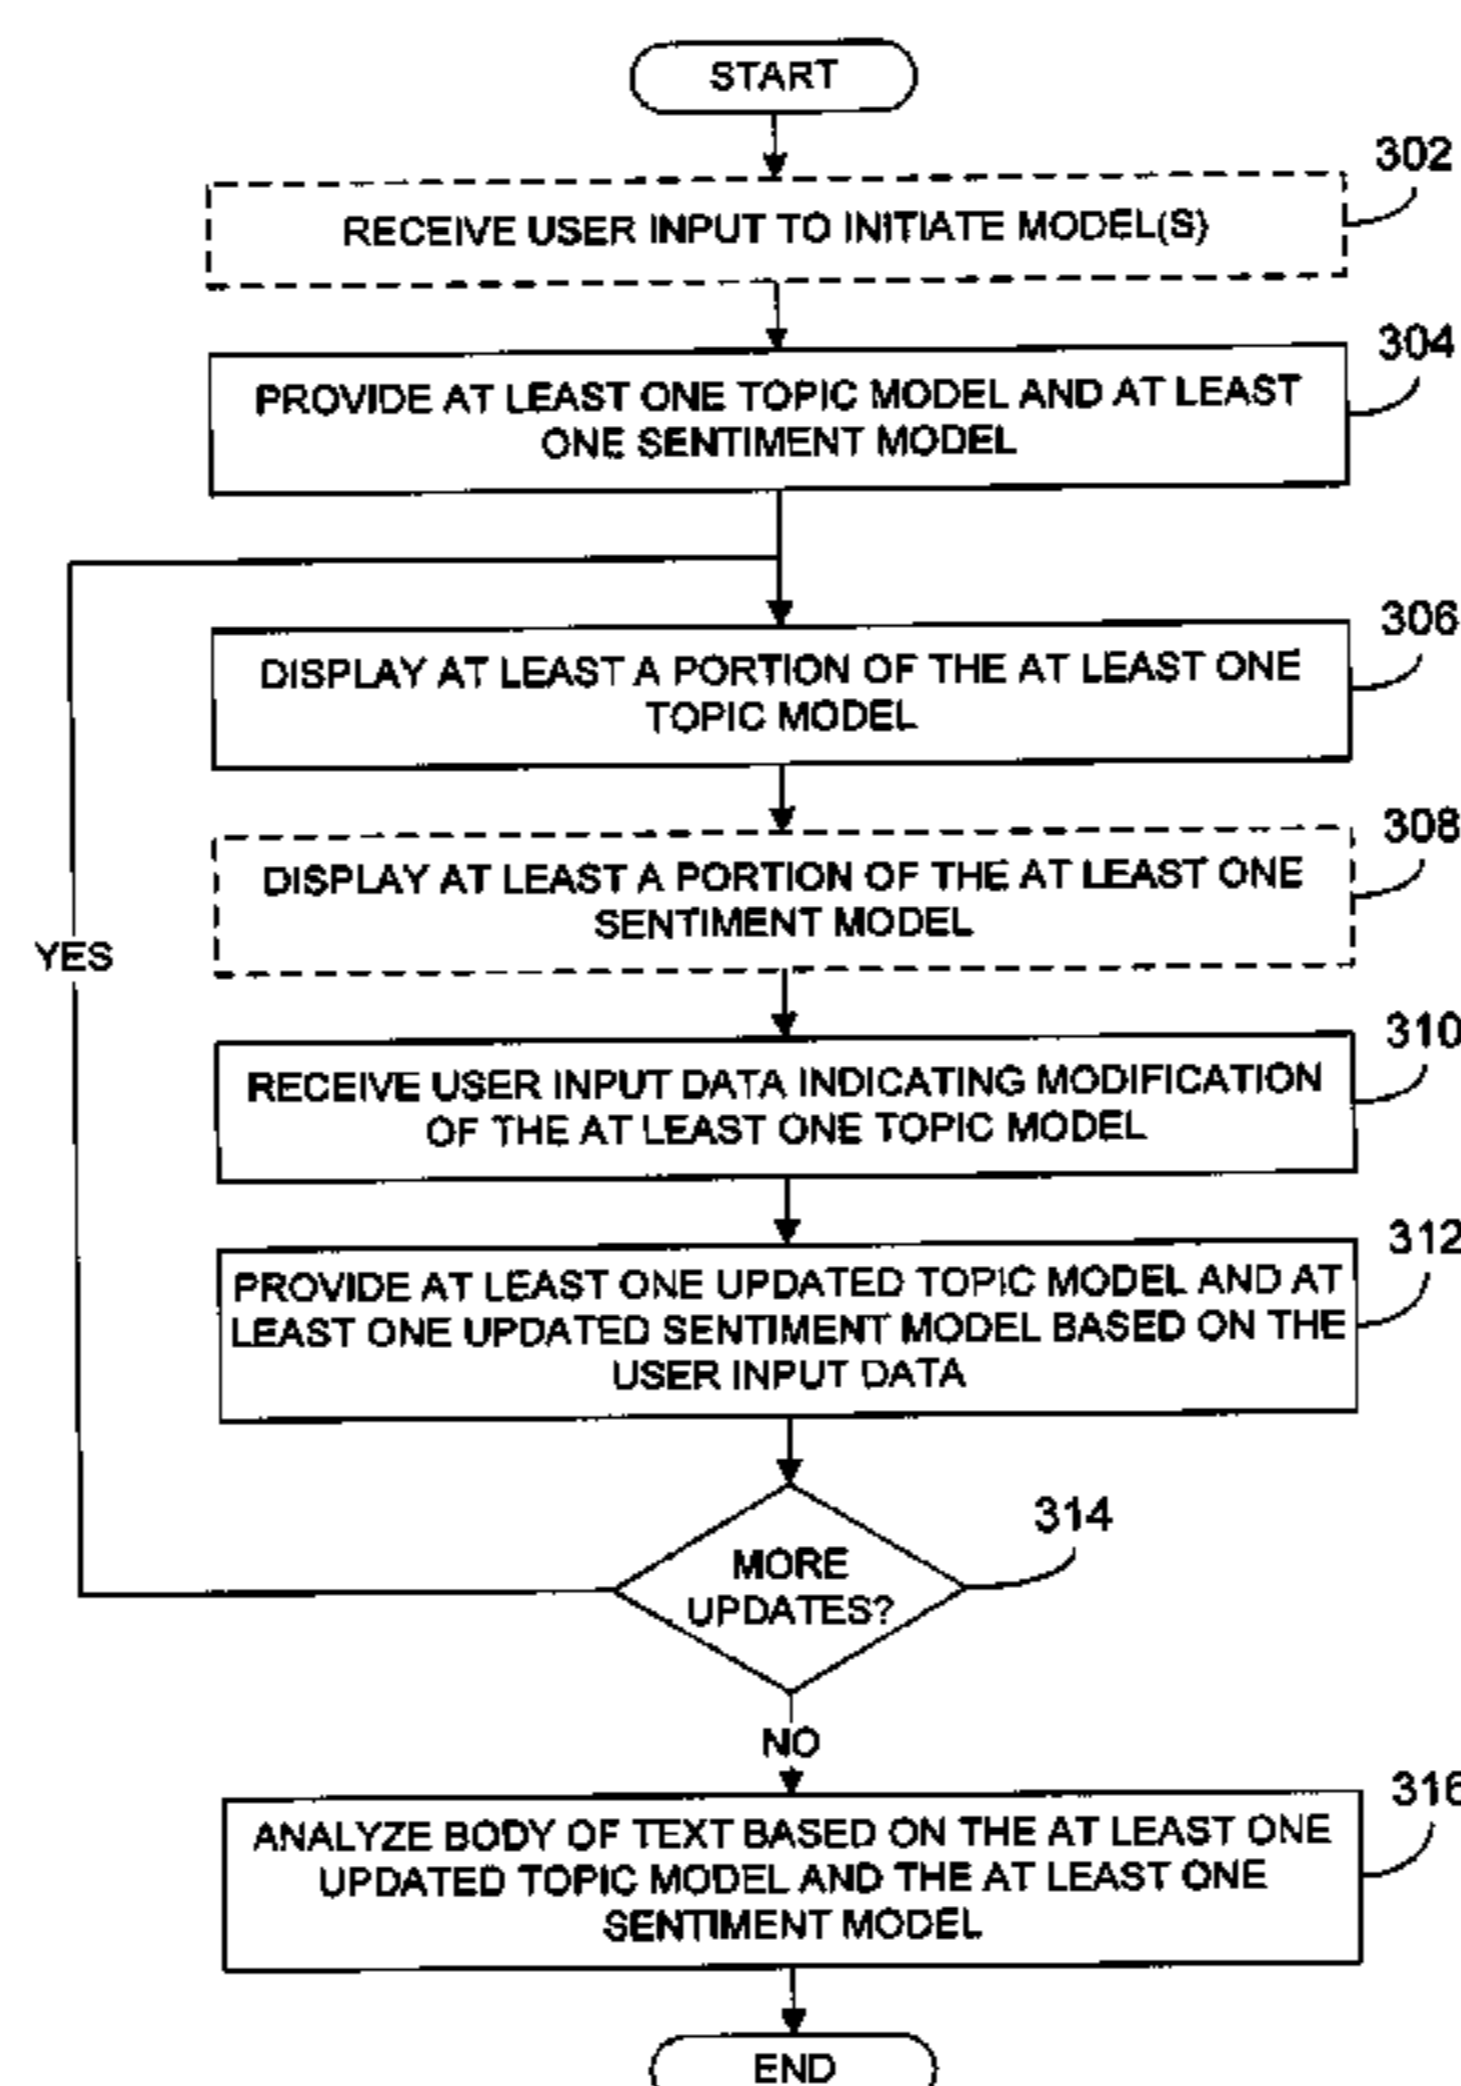 START
302
RECEIVE USER INPUT TO INITIATE MODEL(S)
304
PROVIDE AT LEAST ONE TOPIC MODEL AND AT LEAST
ONE SENTIMENT MODEL
306
DISPLAY AT LEAST A PORTION OF THE AT LEAST ONE
TOPIC MODEL
308
DISPLAY AT LEAST A PORTION OF THE AT LEAST ONE
SENTIMENT MODEL
YES
310
RECEIVE USER INPUT DATA INDICATING MODIFICATION
OF THE AT LEAST ONE TOPIC MODEL
312
PROVIDE AT LEAST ONE UPDATED TOPIC MODEL AND AT
LEAST ONE UPDATED SENTIMENT MODEL BASED ON THE
USER INPUT DATA
314
MORE
UPDATES?
NO
316
ANALYZE BODY OF TEXT BASED ON THE AT LEAST ONE
UPDATED TOPIC MODEL AND THE AT LEAST ONE
SENTIMENT MODEL
END